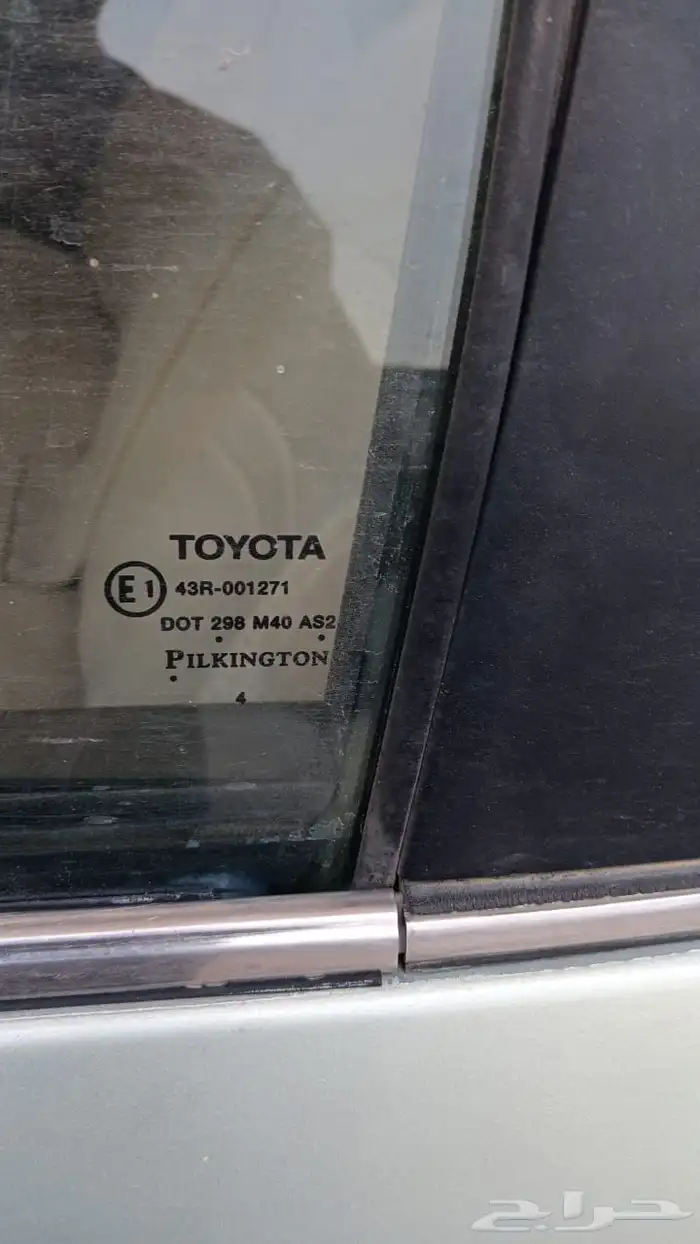 TOYOTA
E1 43R-001271
DOT 298 M40 AS2
PILKINGTON
4
حراج